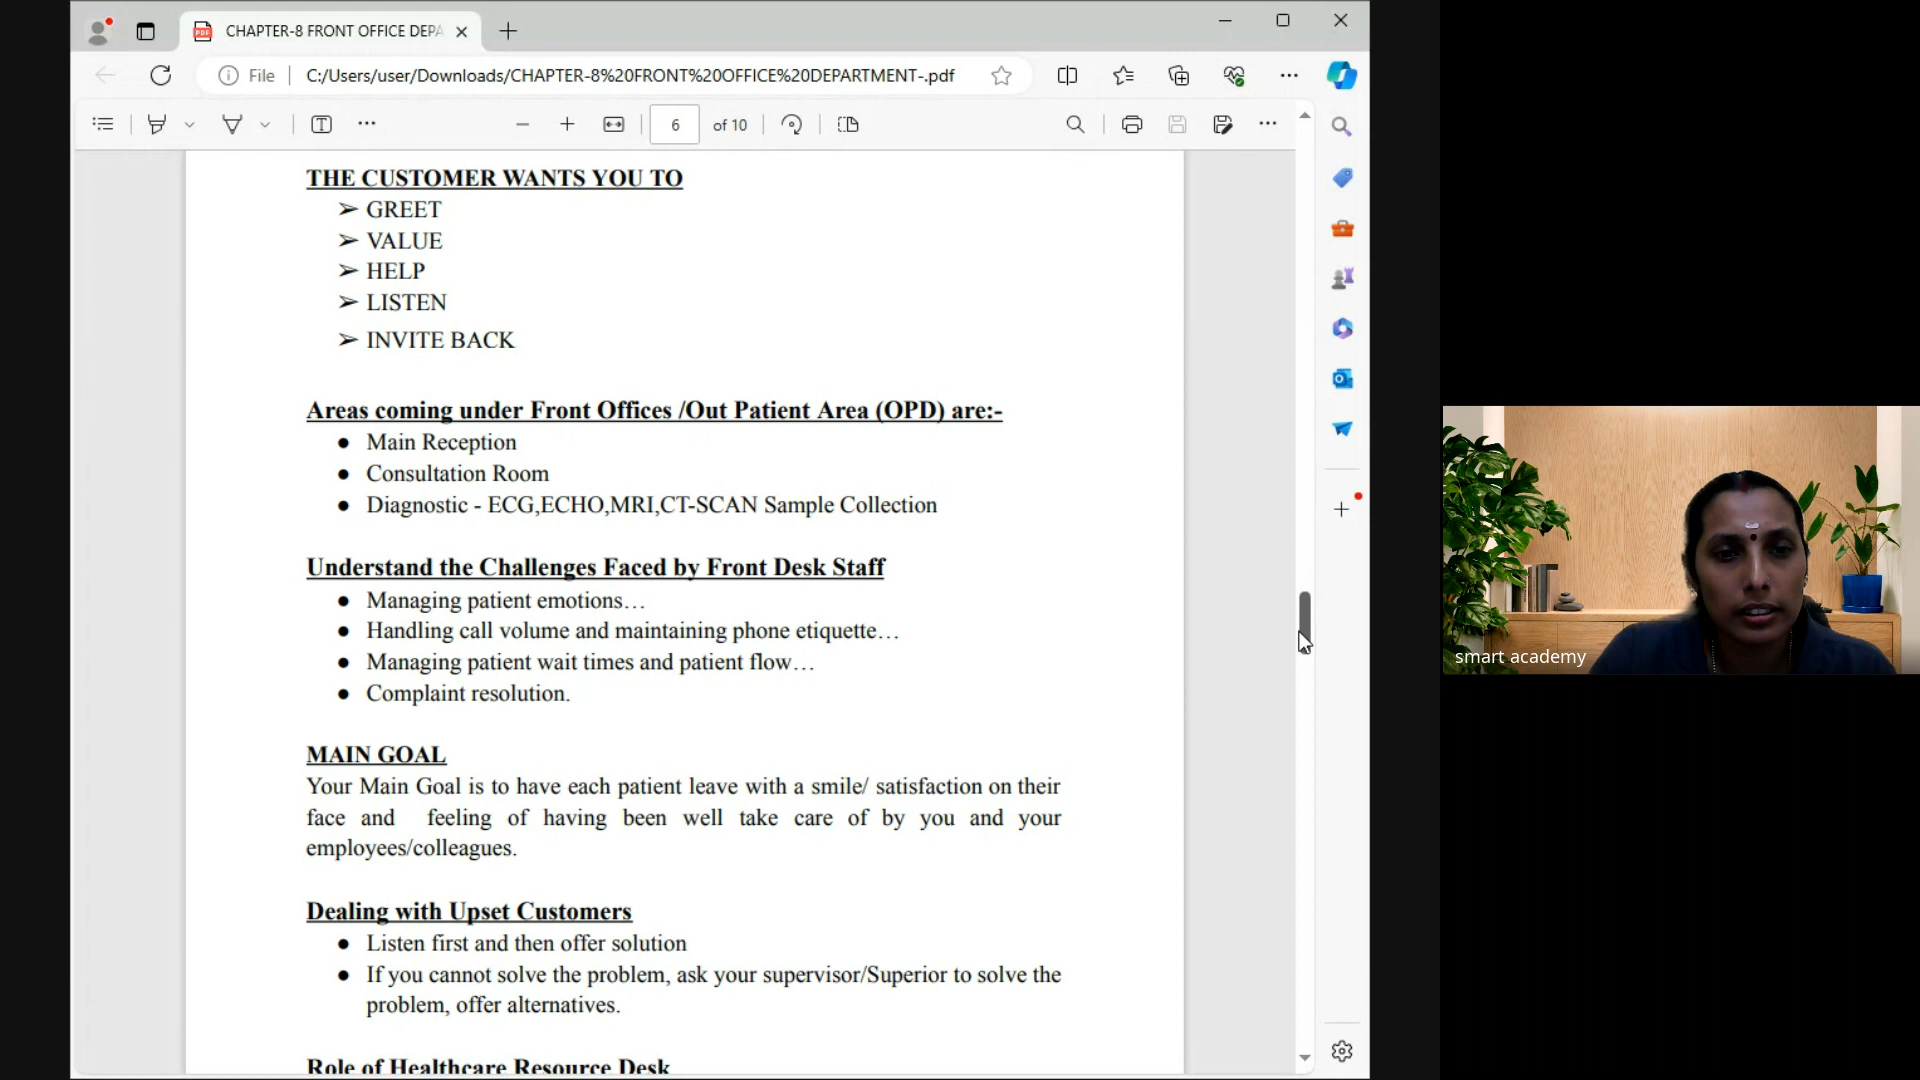 CHAPTER-8 FRONT OFFICE DEPA
File
C:/Users/user/Downloads/CHAPTER-8%20FRONT%20OFFICE%20DEPARTMENT-.pdf
6 of 10
THE CUSTOMER WANTS YOU TO
➢ GREET
➢ VALUE
➢ HELP
➢ LISTEN
➢ INVITE BACK
Areas coming under Front Offices /Out Patient Area (OPD) are:-
● Main Reception
● Consultation Room
● Diagnostic - ECG,ECHO,MRI,CT-SCAN Sample Collection
Understand the Challenges Faced by Front Desk Staff
● Managing patient emotions…
● Handling call volume and maintaining phone etiquette…
● Managing patient wait times and patient flow…
● Complaint resolution.
MAIN GOAL
Your Main Goal is to have each patient leave with a smile/ satisfaction on their
face and feeling of having been well take care of by you and your
employees/colleagues.
Dealing with Upset Customers
● Listen first and then offer solution
● If you cannot solve the problem, ask your supervisor/Superior to solve the
problem, offer alternatives.
Role of Healthcare Resource Desk
smart academy